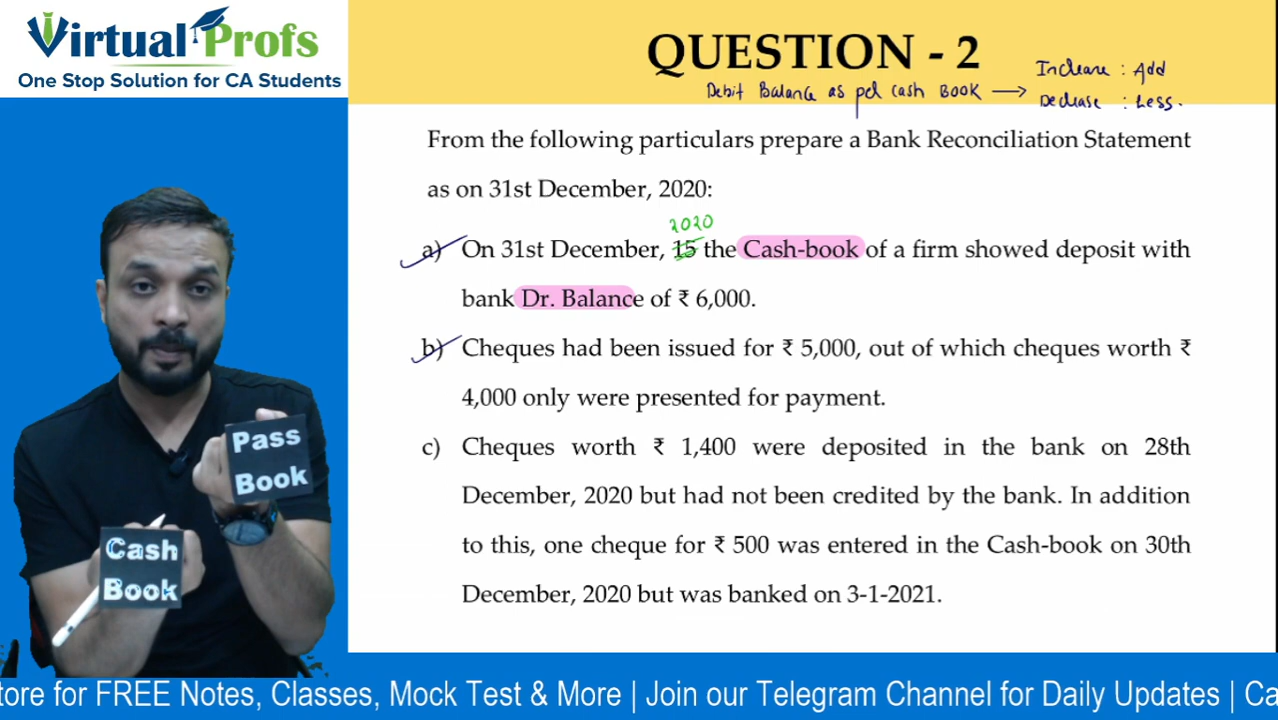 Virtual Profs
One Stop Solution for CA Students
QUESTION - 2
Debit Balance as per Cash Book →
Increase : Add
Decrease : Less.
From the following particulars prepare a Bank Reconciliation Statement
as on 31st December, 2020:
2020
a) On 31st December, 15 the Cash-book of a firm showed deposit with
bank Dr. Balance of ₹ 6,000.
b) Cheques had been issued for ₹ 5,000, out of which cheques worth ₹
4,000 only were presented for payment.
c) Cheques worth ₹ 1,400 were deposited in the bank on 28th
December, 2020 but had not been credited by the bank. In addition
to this, one cheque for ₹ 500 was entered in the Cash-book on 30th
December, 2020 but was banked on 3-1-2021.
Pass
Book
Cash
Book
tore for FREE Notes, Classes, Mock Test & More | Join our Telegram Channel for Daily Updates | Ca